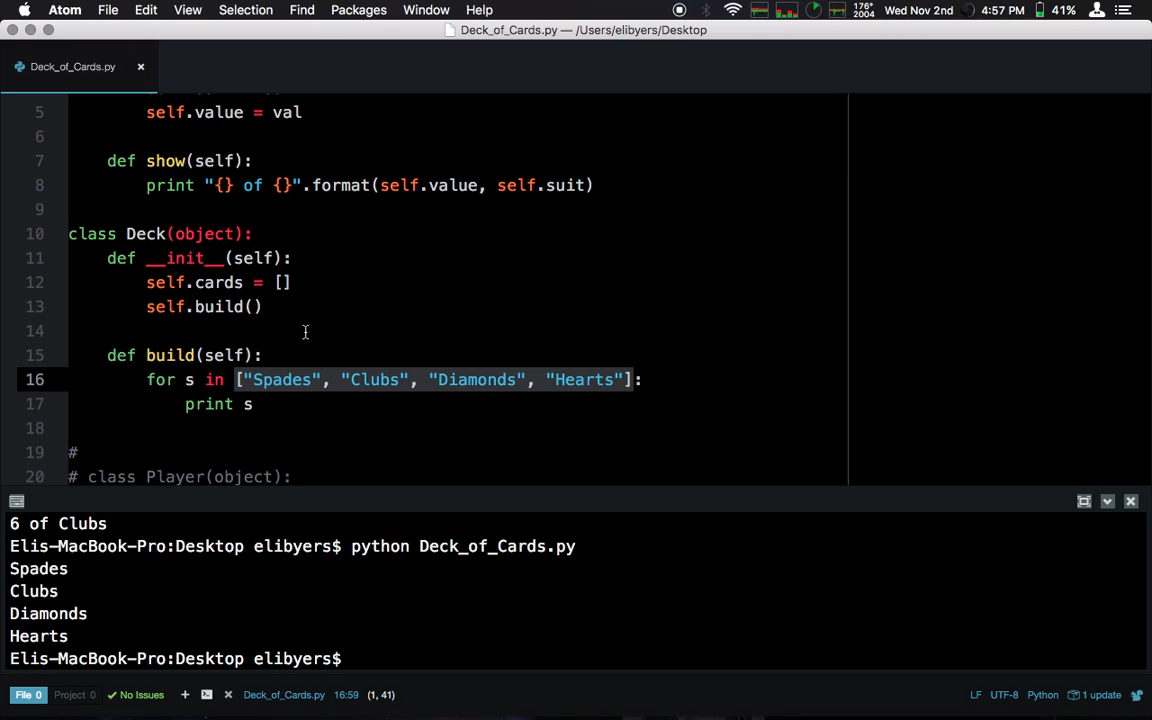 Atom File Edit View Selection Find Packages Window Help 176° 2004 Wed Nov 2nd 4:57 PM 41%
Deck_of_Cards.py — /Users/elibyers/Desktop
Deck_of_Cards.py ×
5 self.value = val
6
7 def show(self):
8 print "{} of {}".format(self.value, self.suit)
9
10 class Deck(object):
11 def __init__(self):
12 self.cards = []
13 self.build()
14
15 def build(self):
16 for s in ["Spades", "Clubs", "Diamonds", "Hearts"]:
17 print s
18
19 #
20 # class Player(object):
6 of Clubs
Elis-MacBook-Pro:Desktop elibyers$ python Deck_of_Cards.py
Spades
Clubs
Diamonds
Hearts
Elis-MacBook-Pro:Desktop elibyers$
File 0 Project 0 No Issues + × Deck_of_Cards.py 16:59 (1, 41) LF UTF-8 Python 1 update